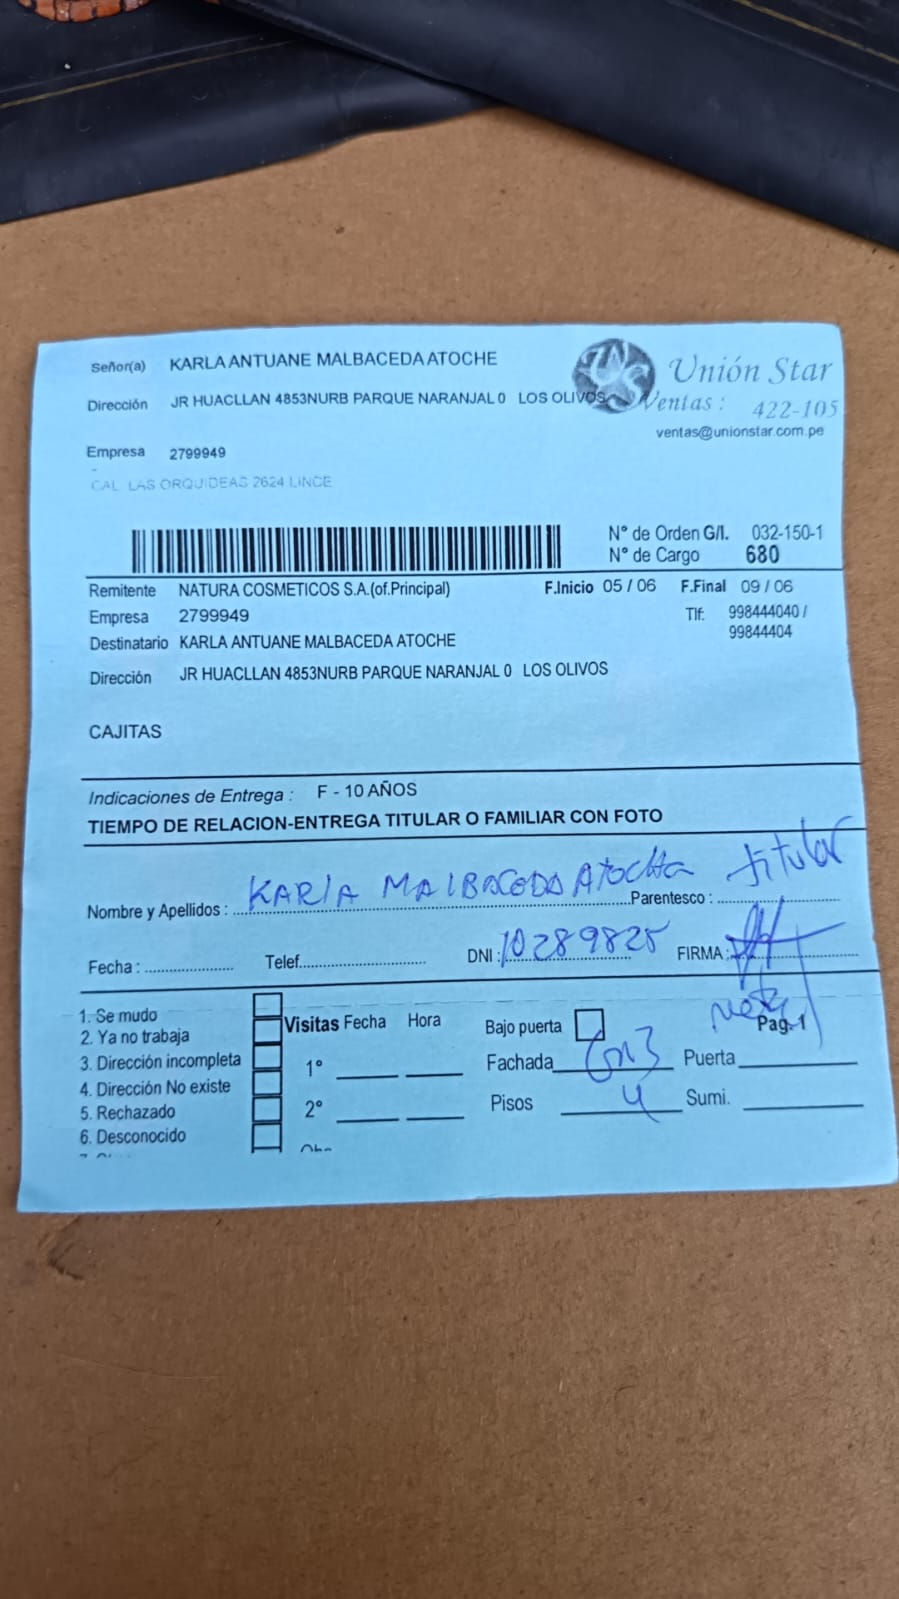 Señor(a) KARLA ANTUANE MALBACEDA ATOCHE
Dirección JR HUACLLAN 4853NURB PARQUE NARANJAL 0 LOS OLIVOS
Unión Star
Ventas : 422-105
ventas@unionstar.com.pe
Empresa 2799949
CAL LAS ORQUIDEAS 2624 LINCE
N° de Orden G/I. 032-150-1
N° de Cargo 680
Remitente NATURA COSMETICOS S.A.(of.Principal) F.Inicio 05 / 06 F.Final 09 / 06
Empresa 2799949 Tlf: 998444040 /
99844404
Destinatario KARLA ANTUANE MALBACEDA ATOCHE
Dirección JR HUACLLAN 4853NURB PARQUE NARANJAL 0 LOS OLIVOS
CAJITAS
Indicaciones de Entrega : F - 10 AÑOS
TIEMPO DE RELACION-ENTREGA TITULAR O FAMILIAR CON FOTO
Nombre y Apellidos : KARlA MALBACEDA ATOCHA Parentesco : titular
Fecha : Telef. DNI : 10289825 FIRMA :
Pag.1
1. Se mudo
2. Ya no trabaja
3. Dirección incompleta
4. Dirección No existe
5. Rechazado
6. Desconocido
Visitas Fecha Hora
1°
2°
Bajo puerta
Fachada Puerta
Pisos 4 Sumi.